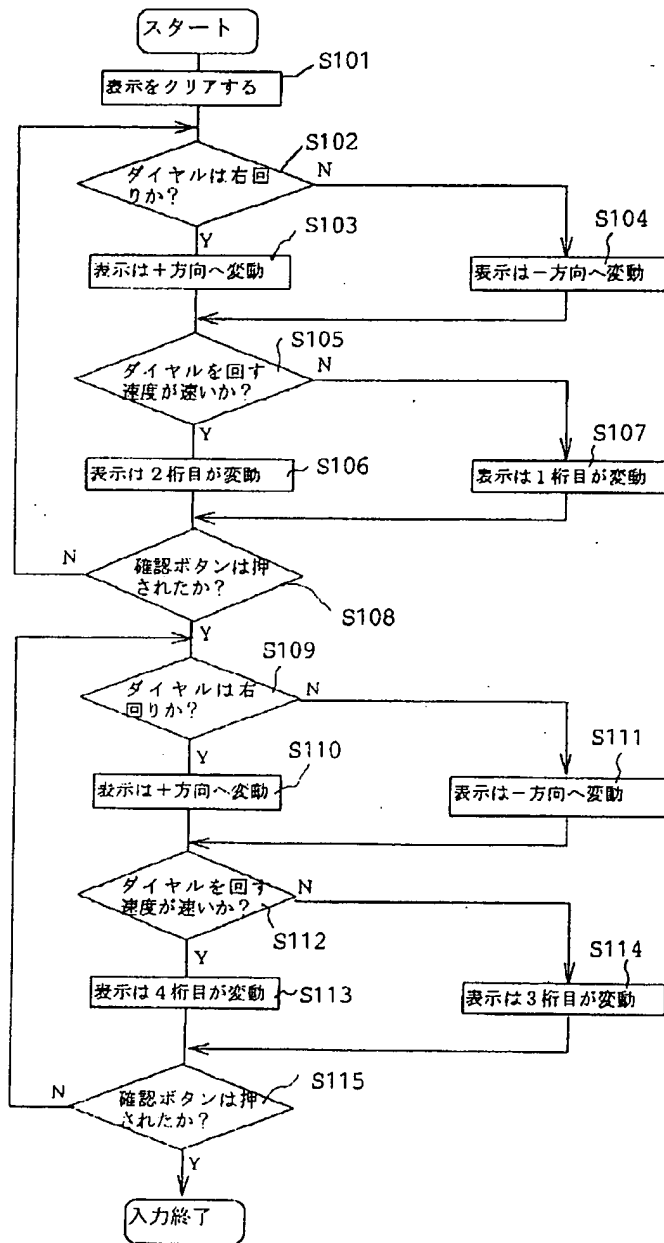 スタート
S101
表示をクリアする
S102
ダイヤルは右回
りか？
N
Y
S103
S104
表示は＋方向へ変動
表示は－方向へ変動
S105
ダイヤルを回す
速度が速いか？
N
Y
S106
S107
表示は２桁目が変動
表示は１桁目が変動
N
確認ボタンは押
されたか？
S108
Y
S109
ダイヤルは右
回りか？
N
Y
S110
S111
表示は＋方向へ変動
表示は－方向へ変動
ダイヤルを回す
速度が速いか？
N
S112
Y
S114
表示は４桁目が変動
S113
表示は３桁目が変動
N
S115
確認ボタンは押
されたか？
Y
入力終了